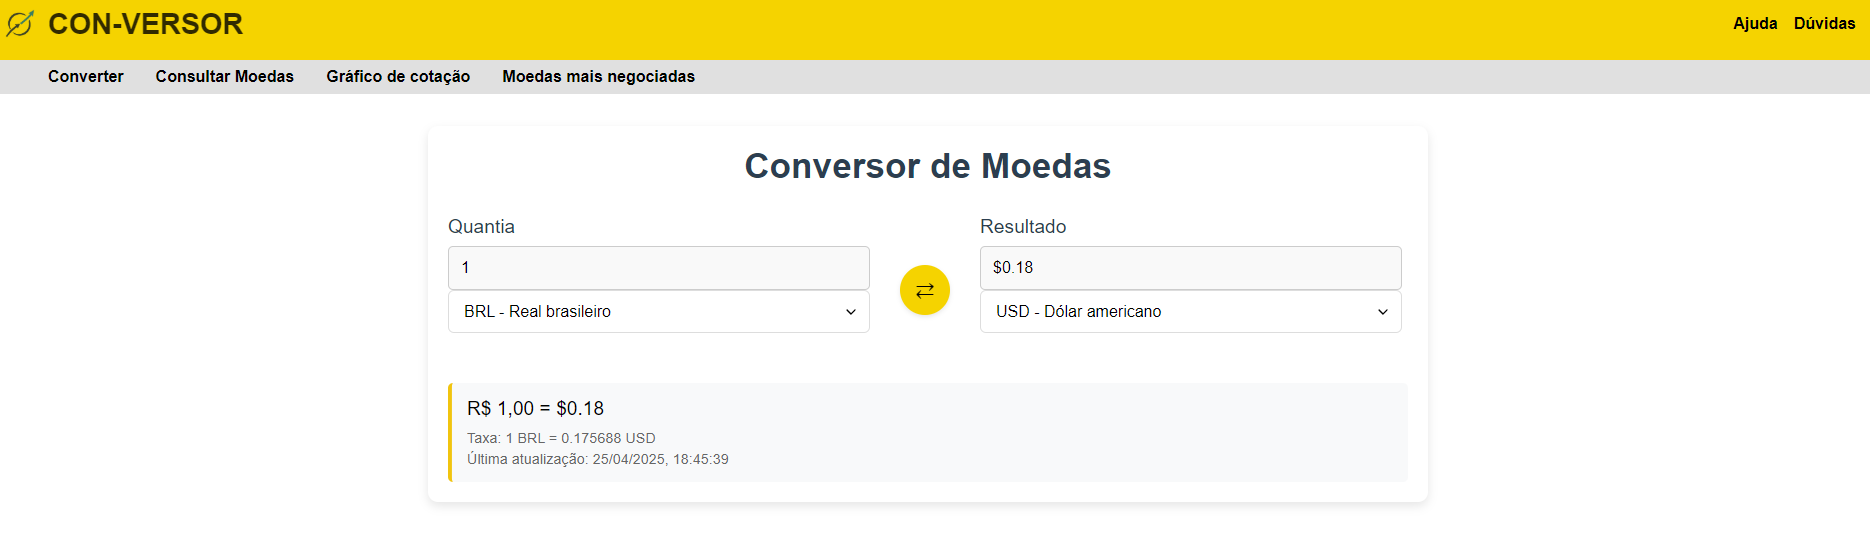 CON-VERSOR
Ajuda Dúvidas
Converter Consultar Moedas Gráfico de cotação Moedas mais negociadas
Conversor de Moedas
Quantia
1
BRL - Real brasileiro
Resultado
$0.18
USD - Dólar americano
R$ 1,00 = $0.18
Taxa: 1 BRL = 0.175688 USD
Última atualização: 25/04/2025, 18:45:39